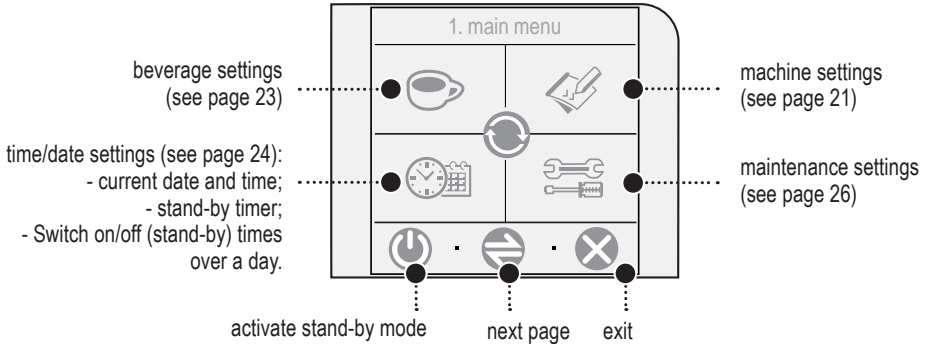 1. main menu
beverage settings
(see page 23)
machine settings
(see page 21)
time/date settings (see page 24):
- current date and time;
- stand-by timer;
- Switch on/off (stand-by) times
over a day.
maintenance settings
(see page 26)
activate stand-by mode
next page
exit